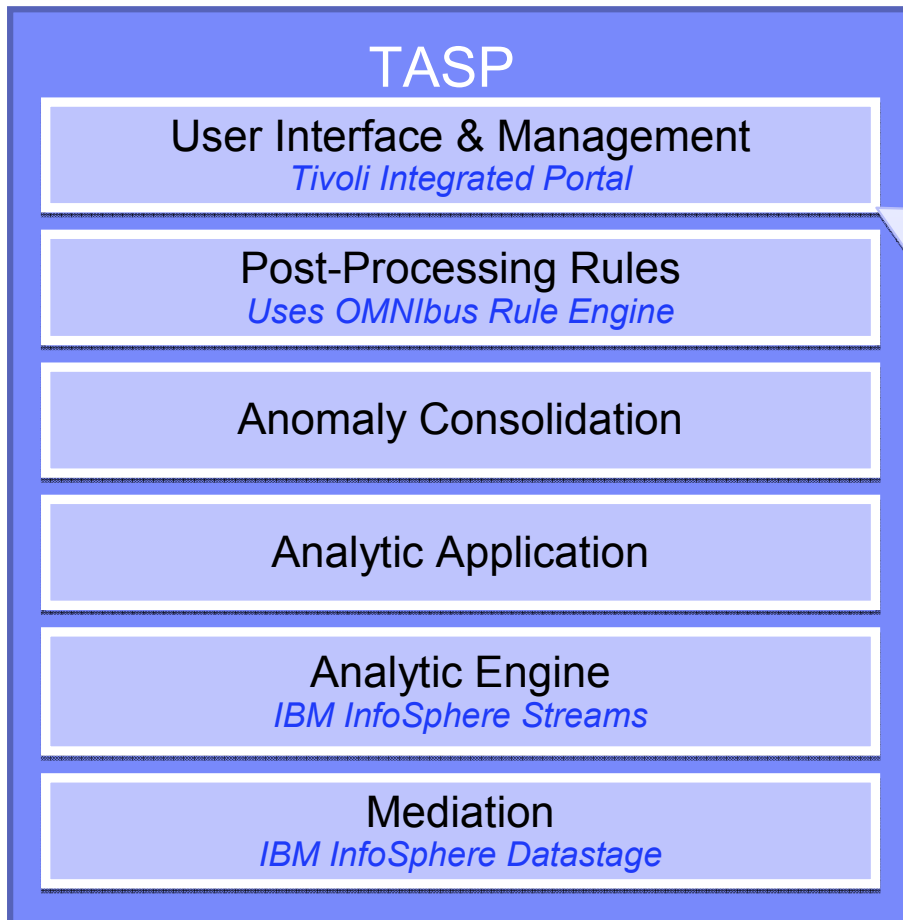 TASP
User Interface & Management
Tivoli Integrated Portal
Post-Processing Rules
Uses OMNIbus Rule Engine
Anomaly Consolidation
Analytic Application
Analytic Engine
IBM InfoSphere Streams
Mediation
IBM InfoSphere Datastage